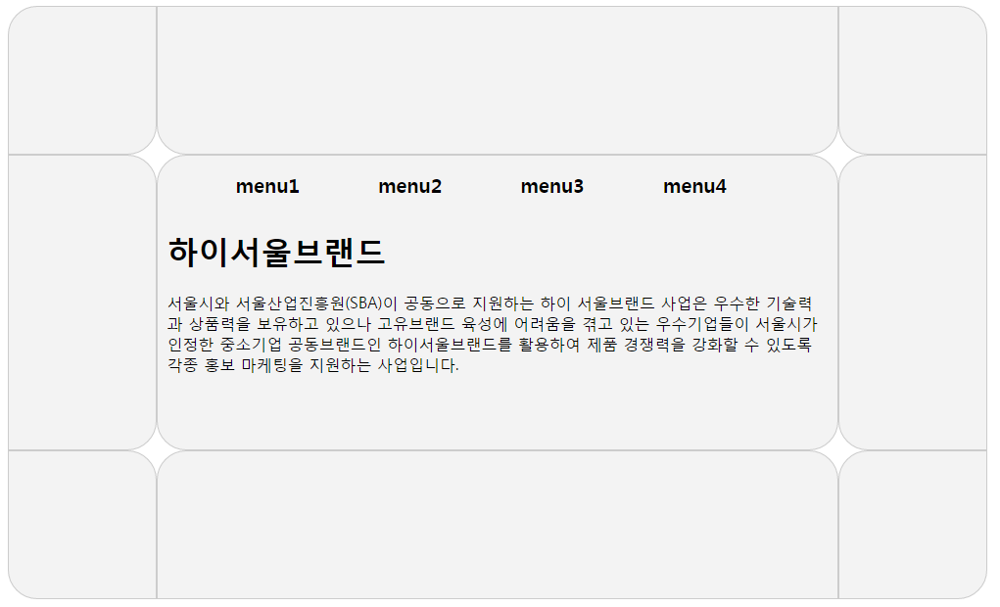 menu1 menu2 menu3 menu4
하이서울브랜드
서울시와 서울산업진흥원(SBA)이 공동으로 지원하는 하이 서울브랜드 사업은 우수한 기술력
과 상품력을 보유하고 있으나 고유브랜드 육성에 어려움을 겪고 있는 우수기업들이 서울시가
인정한 중소기업 공동브랜드인 하이서울브랜드를 활용하여 제품 경쟁력을 강화할 수 있도록
각종 홍보 마케팅을 지원하는 사업입니다.